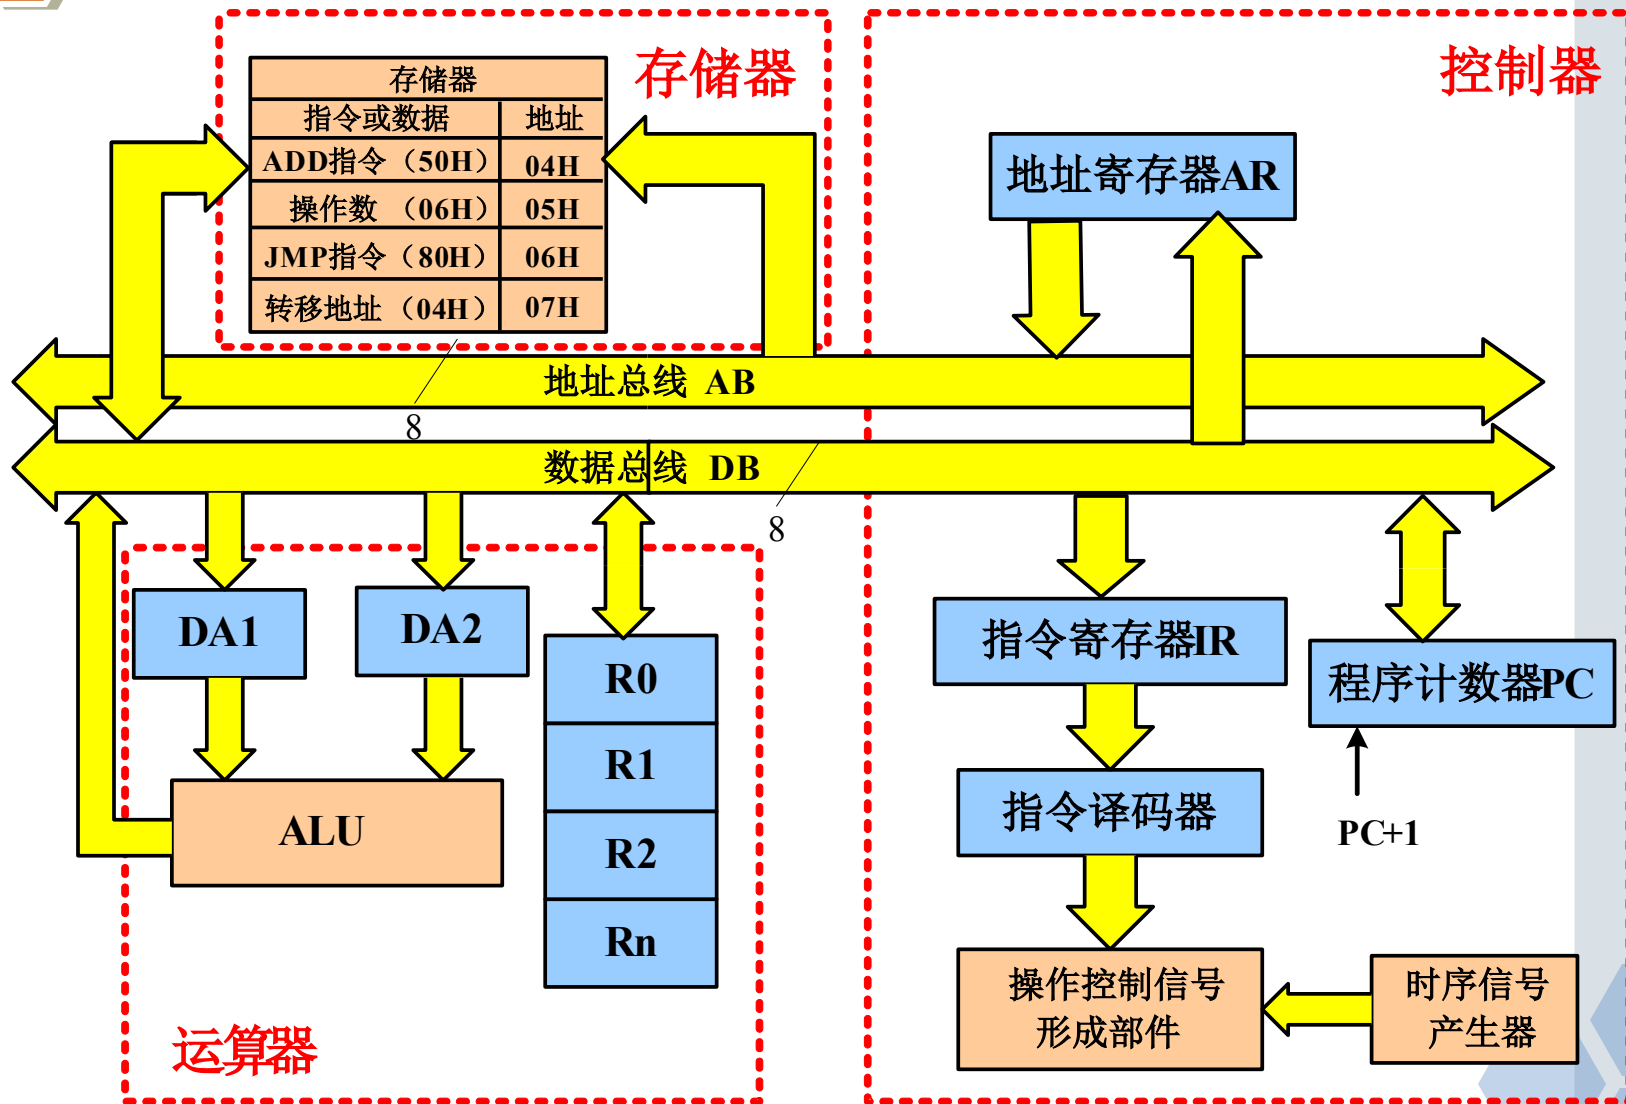 存储器
控制器
存储器
指令或数据 地址
ADD指令（50H） 04H
操作数 （06H） 05H
JMP指令（80H） 06H
转移地址（04H） 07H
地址寄存器AR
地址总线 AB
8
数据总线 DB
8
DA1
DA2
R0
R1
R2
Rn
ALU
运算器
指令寄存器IR
程序计数器PC
PC+1
指令译码器
操作控制信号
形成部件
时序信号
产生器